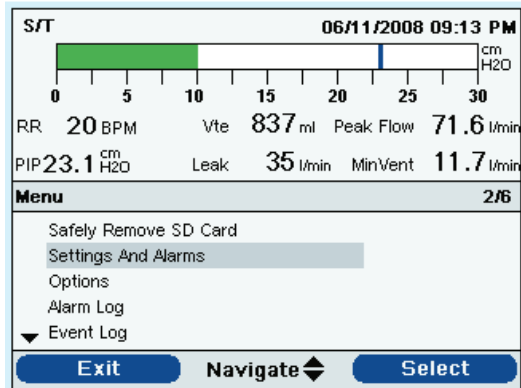 S/T 06/11/2008 09:13 PM
cm
H2O
0 5 10 15 20 25 30
RR 20 BPM Vte 837 ml Peak Flow 71.6 l/min
PIP 23.1 cm H2O Leak 35 l/min MinVent 11.7 l/min
Menu 2/6
Safely Remove SD Card
Settings And Alarms
Options
Alarm Log
Event Log
Exit Navigate Select